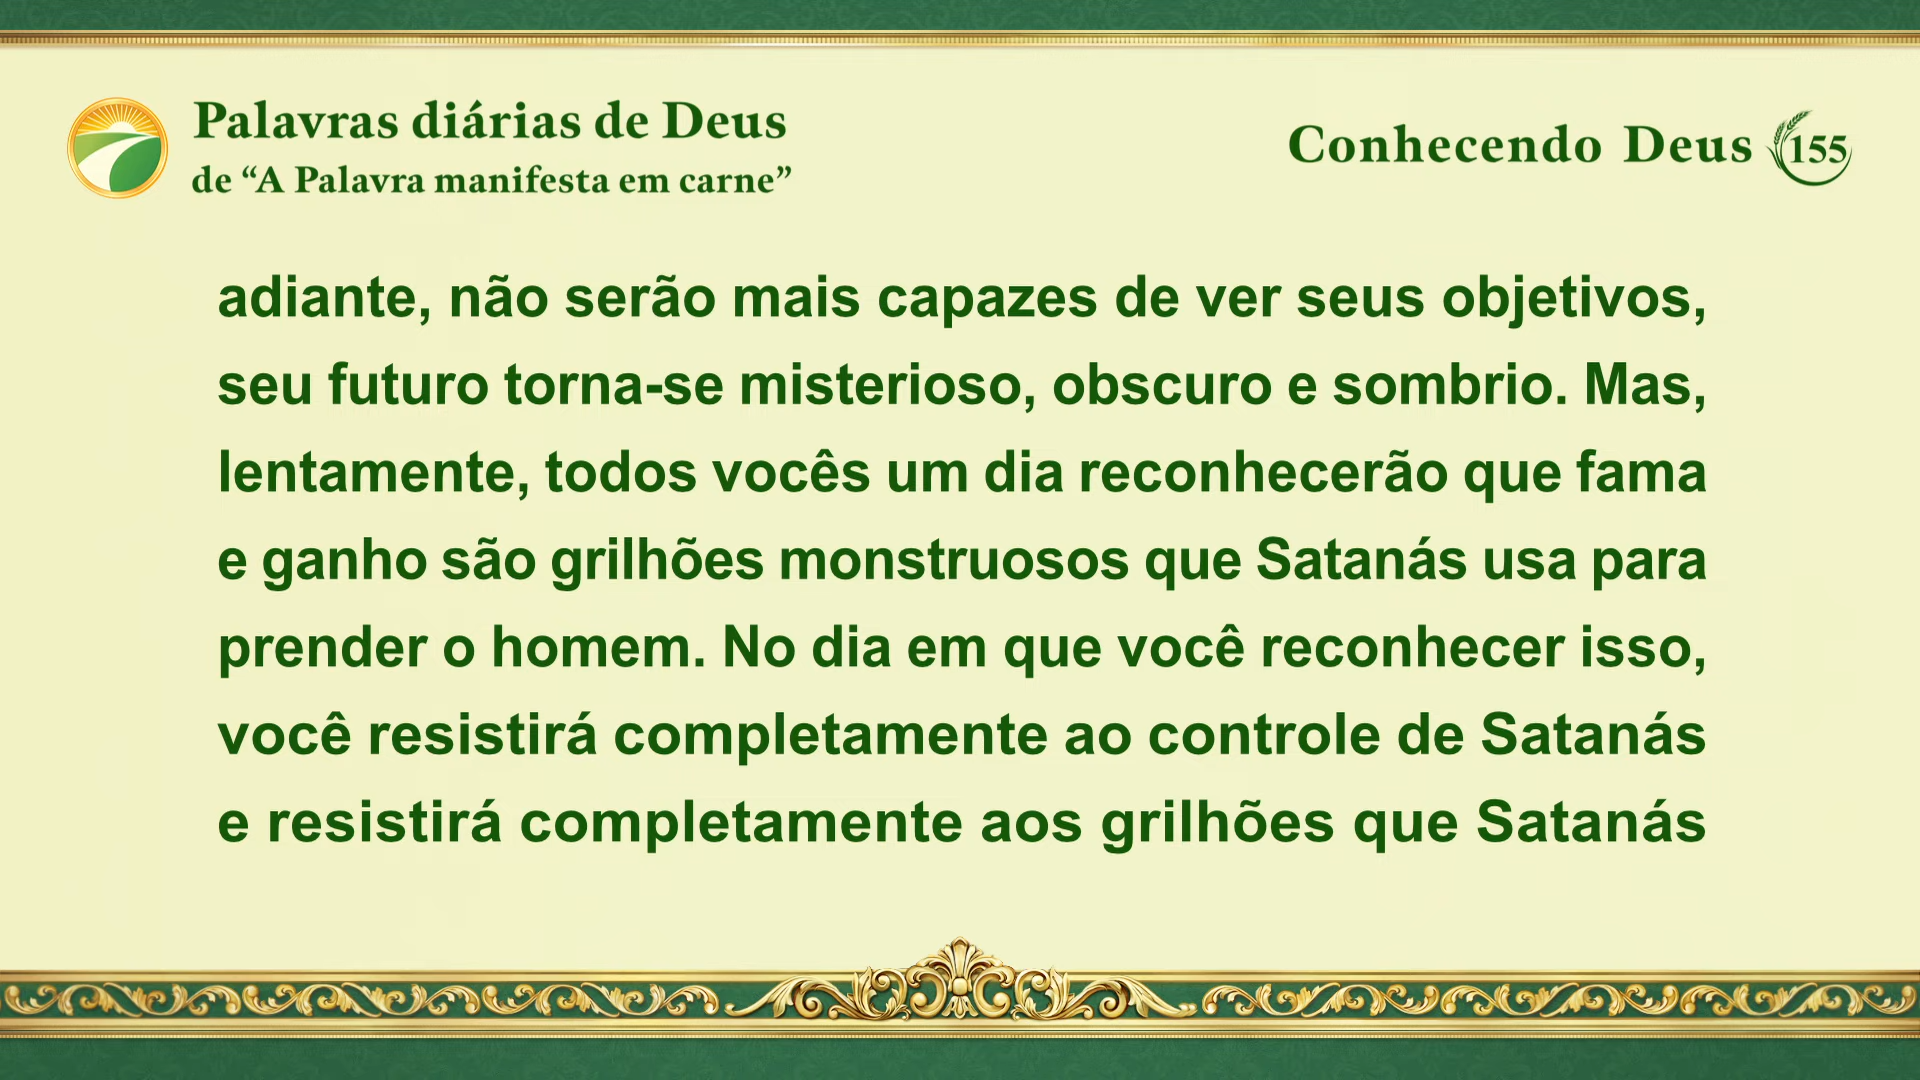 Palavras diárias de Deus
de “A Palavra manifesta em carne”
Conhecendo Deus 155
adiante, não serão mais capazes de ver seus objetivos,
seu futuro torna-se misterioso, obscuro e sombrio. Mas,
lentamente, todos vocês um dia reconhecerão que fama
e ganho são grilhões monstruosos que Satanás usa para
prender o homem. No dia em que você reconhecer isso,
você resistirá completamente ao controle de Satanás
e resistirá completamente aos grilhões que Satanás